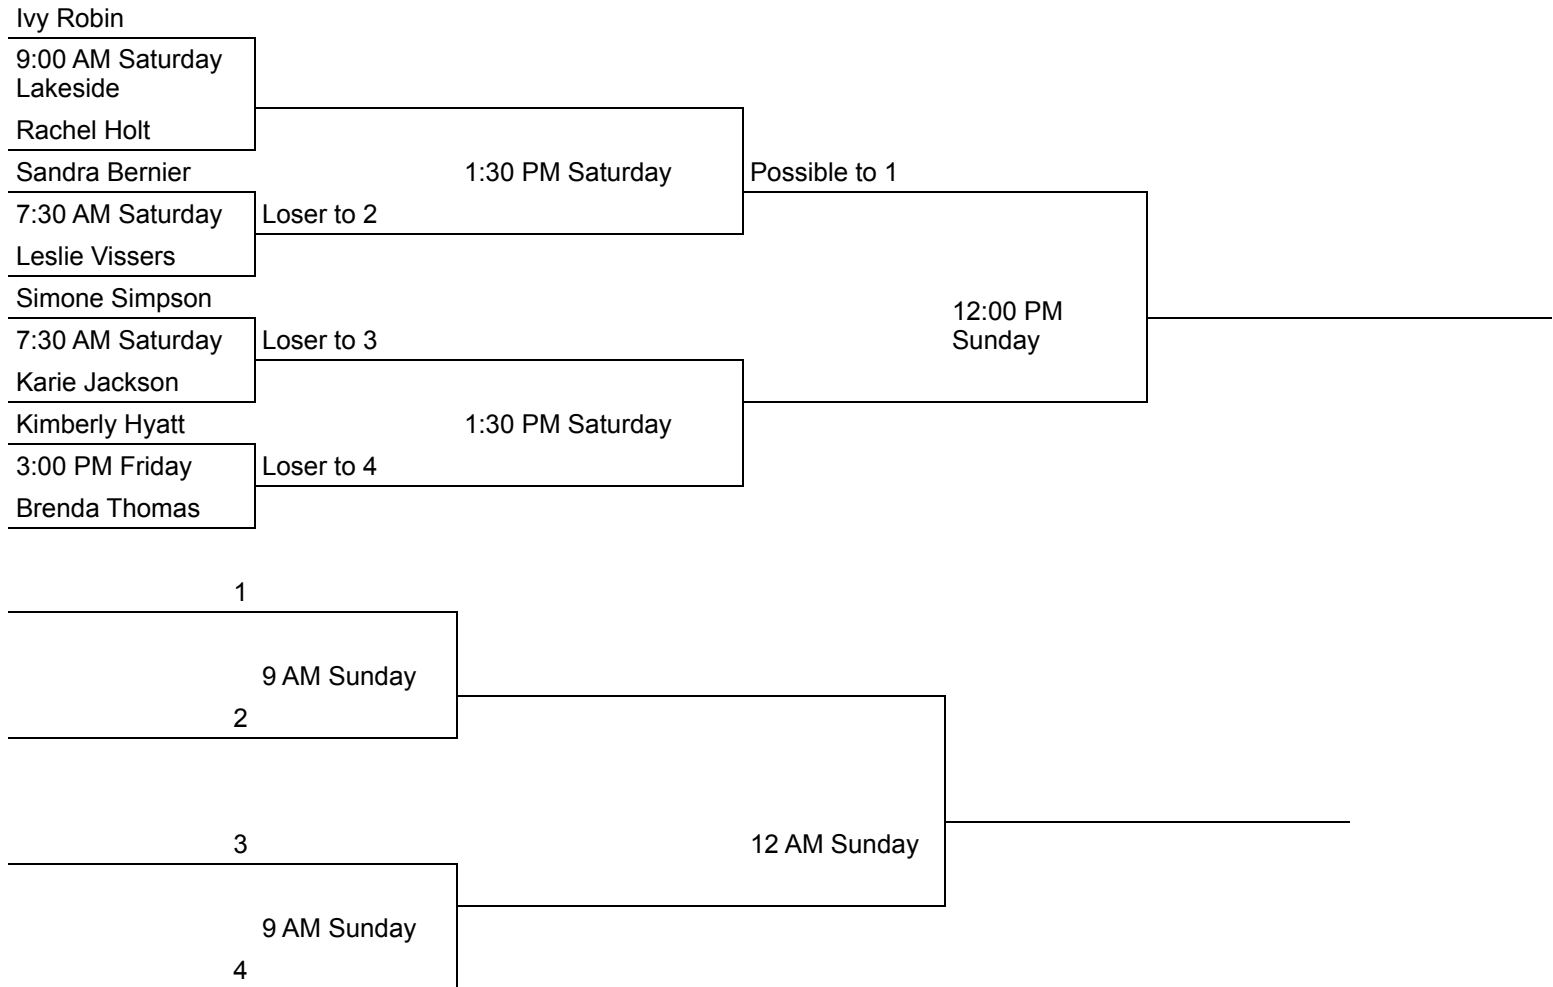 Ivy Robin
9:00 AM Saturday
Lakeside
Rachel Holt
Sandra Bernier
1:30 PM Saturday
Possible to 1
7:30 AM Saturday
Loser to 2
Leslie Vissers
Simone Simpson
12:00 PM
Sunday
7:30 AM Saturday
Loser to 3
Karie Jackson
Kimberly Hyatt
1:30 PM Saturday
3:00 PM Friday
Loser to 4
Brenda Thomas
1
9 AM Sunday
2
3
12 AM Sunday
9 AM Sunday
4